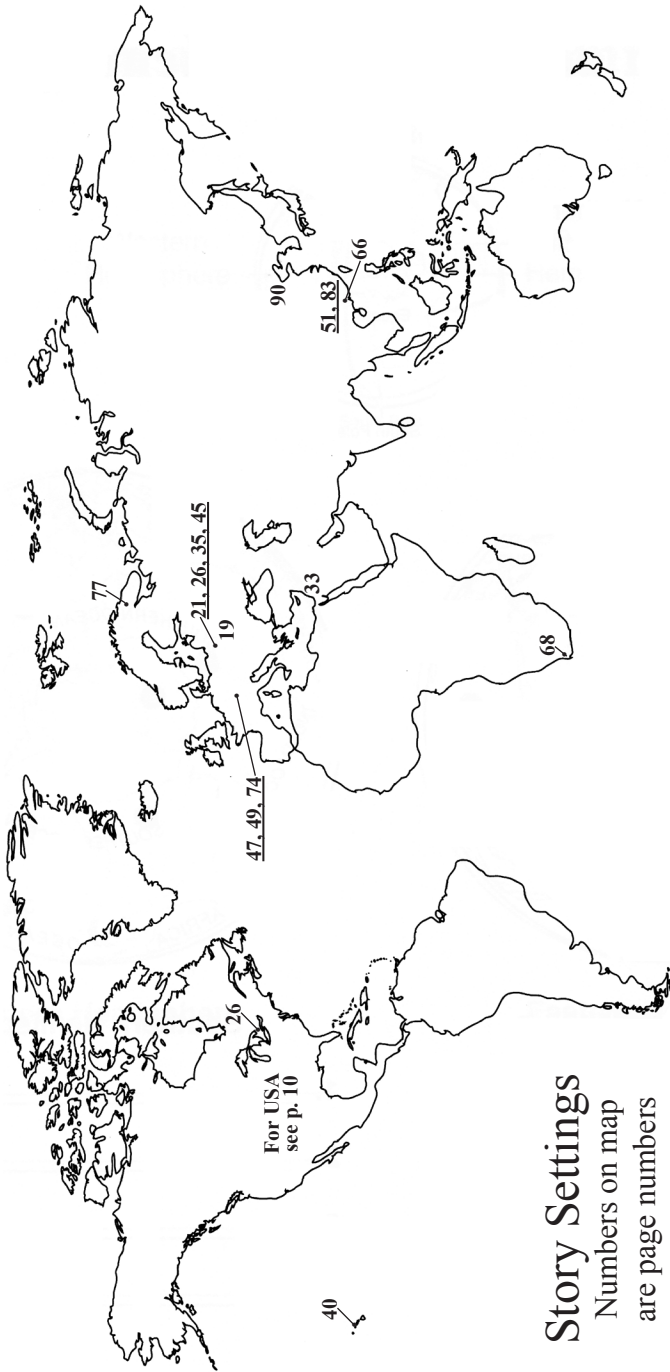 40
For USA
see p. 10
26
47, 49, 74
77
21, 26, 35, 45
19
33
68
90
51, 83
66
Story Settings
Numbers on map
are page numbers